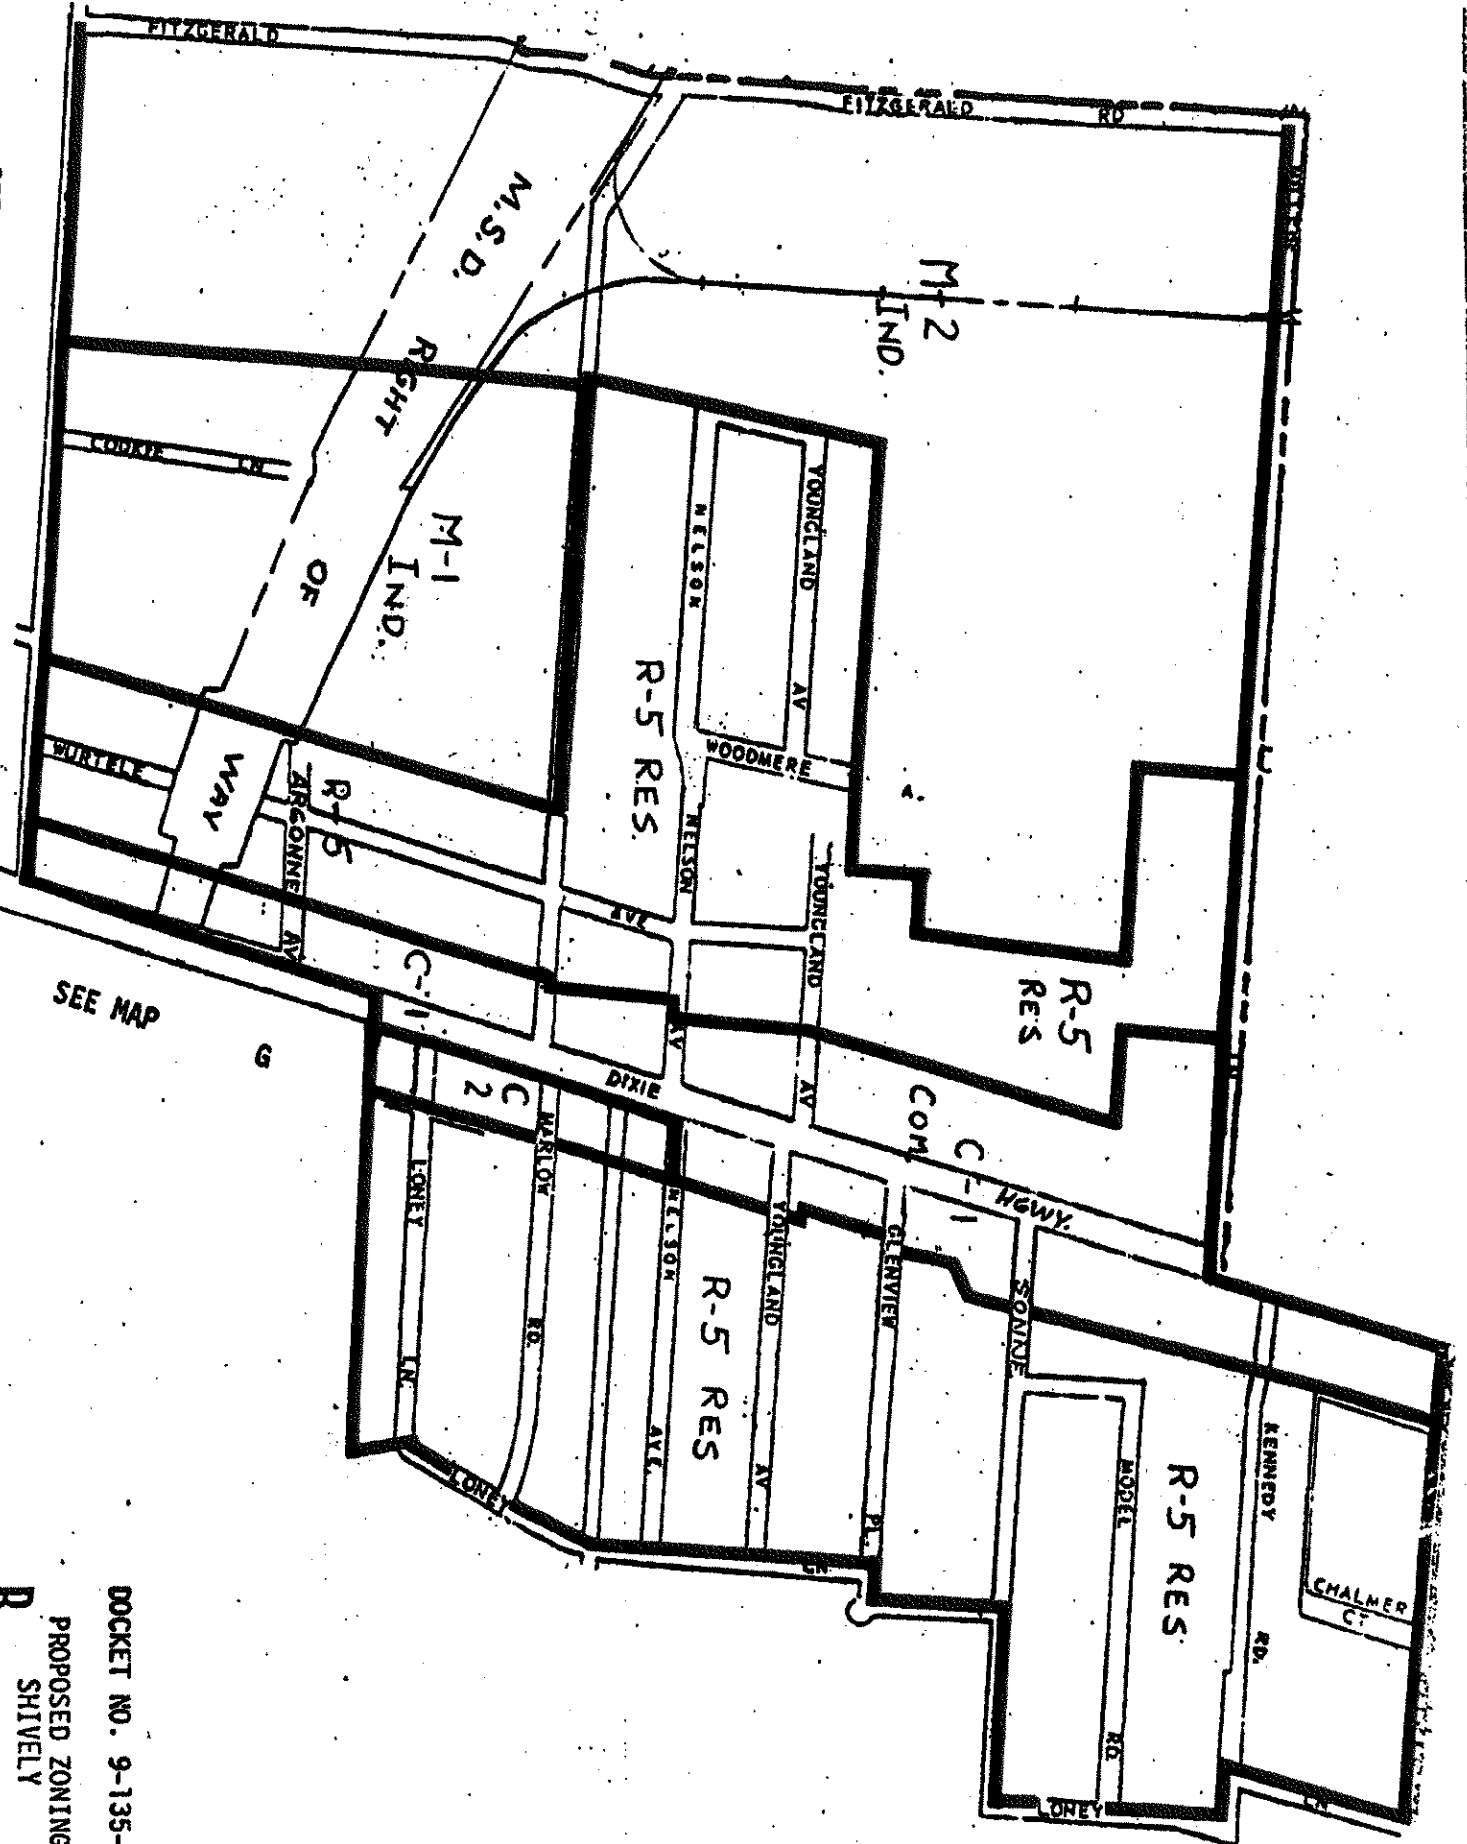 FITZGERALD
FITZGERALD RD
M.S.D. RIGHT OF WAY
M 2
IND.
COOKIE LN
M-1
IND.
NELSON
YOUNGLAND AV
WOODMERE
R-5 RES.
WURTELE
ARGONNE AV
R-5
NELSON AV
AVE
YOUNGLAND AV
A.
R-5
RES
LN
C-1
SEE MAP
G
DIXIE HGWY.
C
2
COM
C-1
LONEY LN.
MARLOW RD.
NELSON AVE.
YOUNGLAND AV
GLENVIEW PL.
SONNE
R-5 RES
MODEL RD.
R-5 RES
KENNEDY RD.
CHALMER
CT
LONEY LN
LONEY LN
DOCKET NO. 9-135-
PROPOSED ZONING
SHIVELY